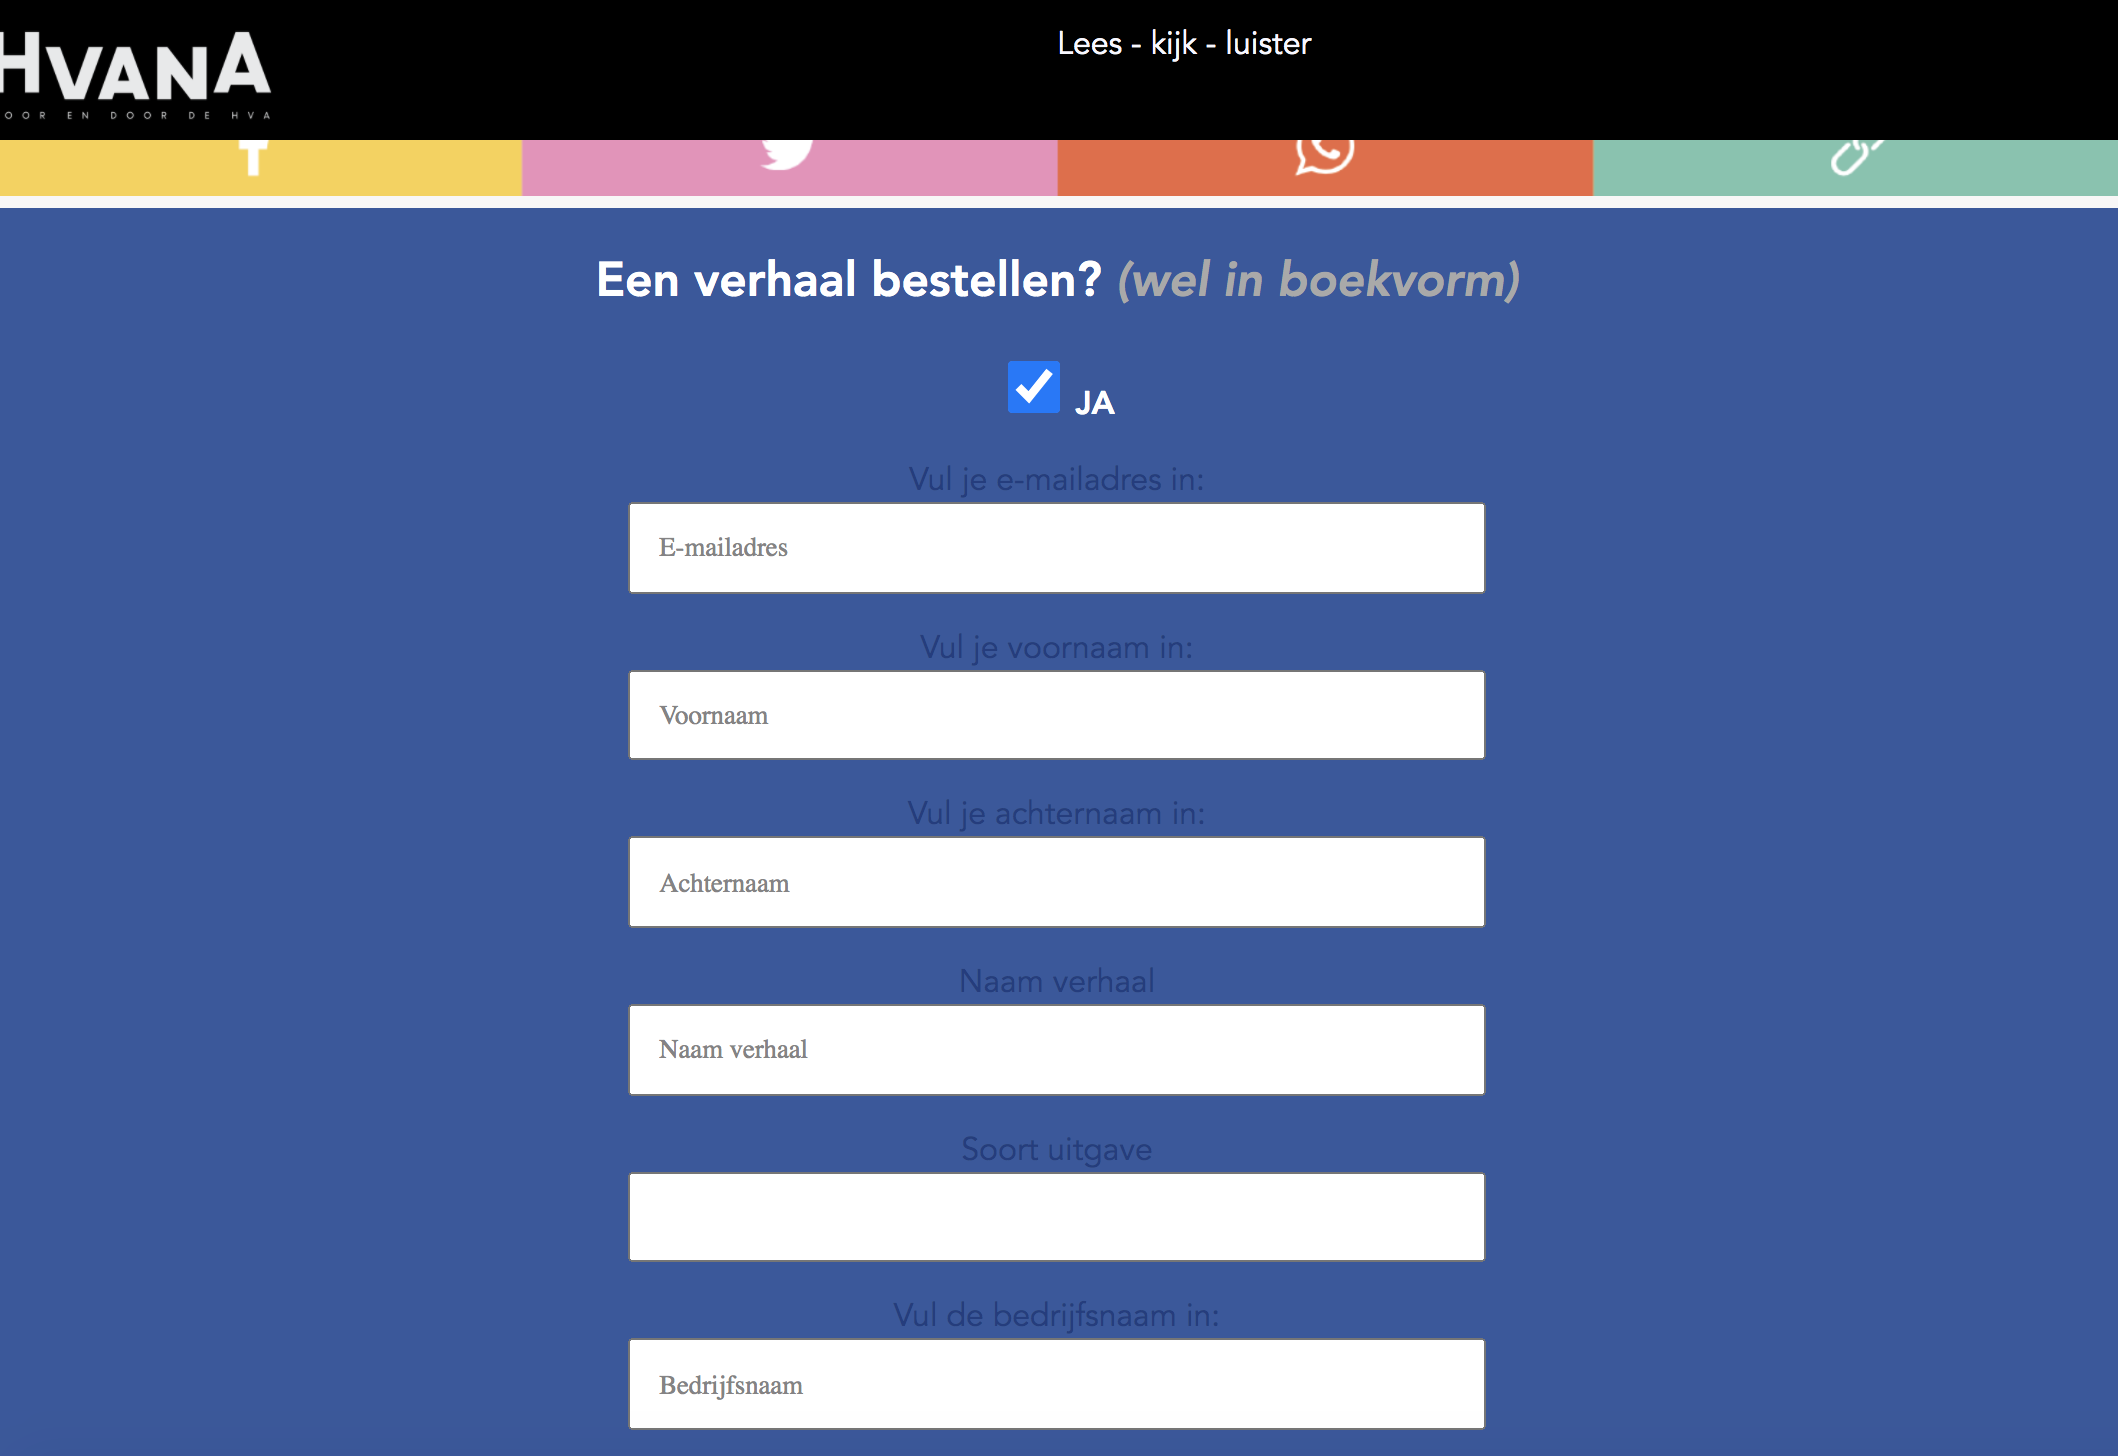 HVANA
OOR EN DOOR DE HVA
Lees - kijk - luister
Een verhaal bestellen? (wel in boekvorm)
JA
Vul je e-mailadres in:
E-mailadres
Vul je voornaam in:
Voornaam
Vul je achternaam in:
Achternaam
Naam verhaal
Naam verhaal
Soort uitgave
Vul de bedrijfsnaam in:
Bedrijfsnaam